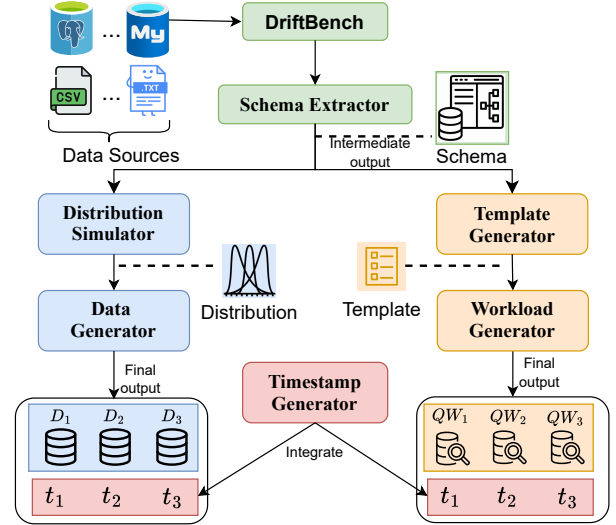 DriftBench
...
My
CSV
...
.TXT
Schema Extractor
Data Sources
Intermediate
output
Schema
Distribution
Simulator
Template
Generator
Distribution
Template
Data
Generator
Workload
Generator
Final
output
Timestamp
Generator
Final
output
D1 D2 D3
QW1 QW2 QW3
Integrate
t1 t2 t3
t1 t2 t3